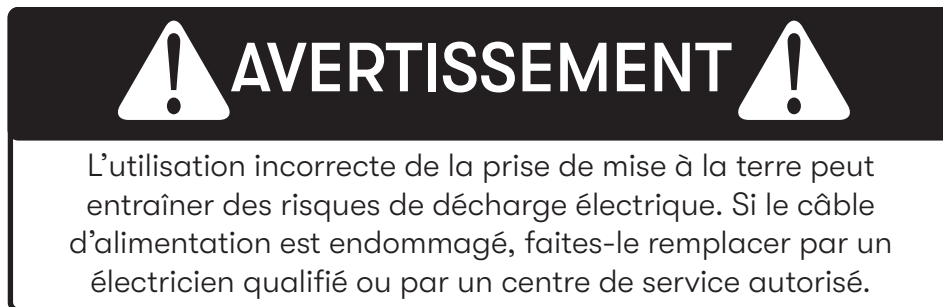 AVERTISSEMENT
L’utilisation incorrecte de la prise de mise à la terre peut
entraîner des risques de décharge électrique. Si le câble
d’alimentation est endommagé, faites-le remplacer par un
électricien qualifié ou par un centre de service autorisé.